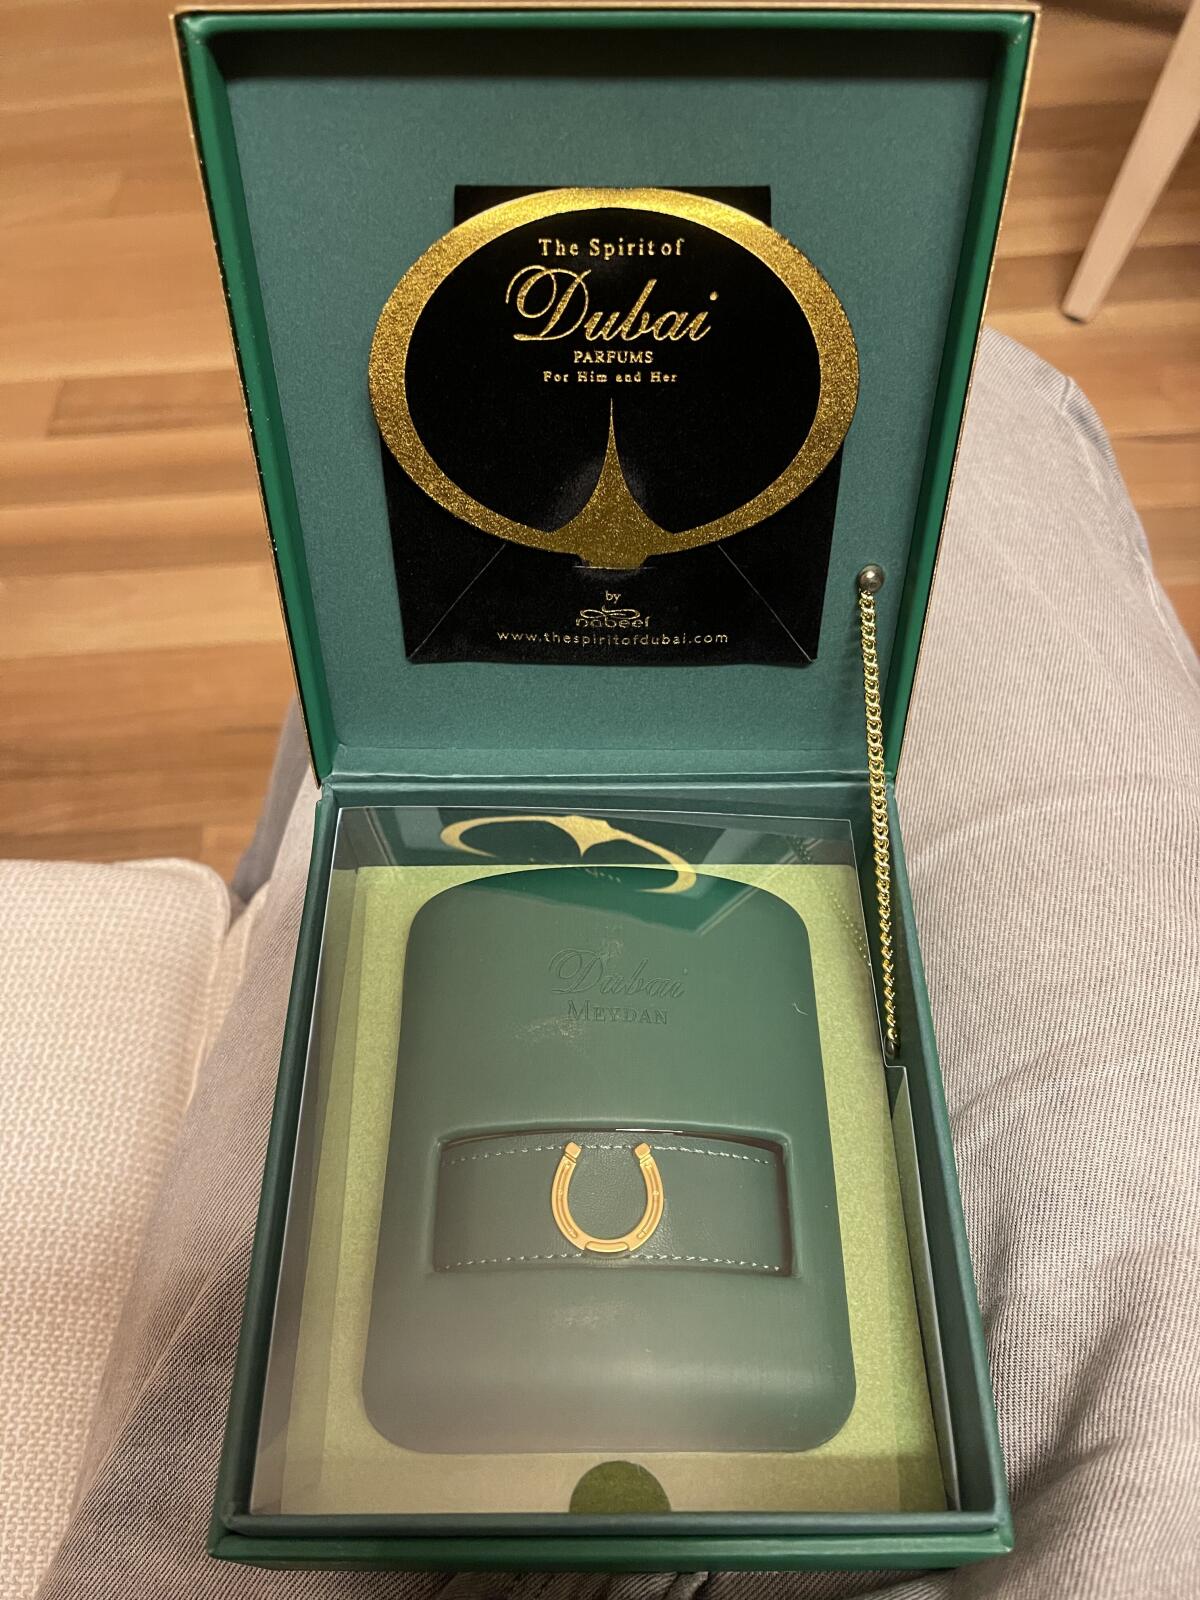 The Spirit of
Dubai
PARFUMS
For Him and Her
by
nabeel
www.thespiritofdubai.com
Dubai
MEYDAN